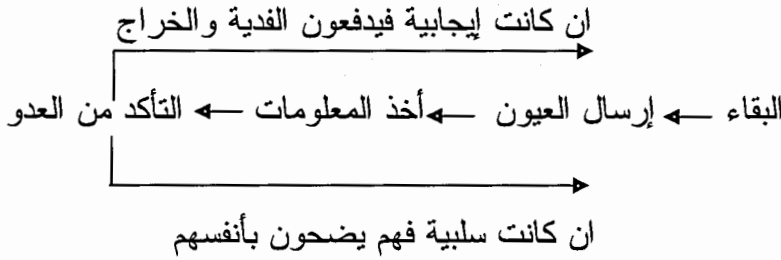 ان كانت إيجابية فيدفعون الفدية والخراج
البقاء ← إرسال العيون ← أخذ المعلومات ← التأكد من العدو
ان كانت سلبية فهم يضحون بأنفسهم